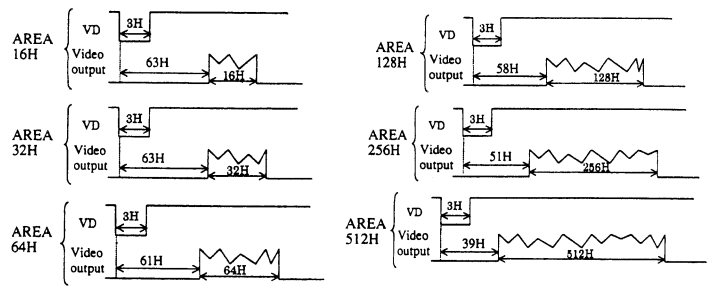 AREA 16H
VD
3H
Video output
63H
16H
AREA 32H
VD
3H
Video output
63H
32H
AREA 64H
VD
3H
Video output
61H
64H
AREA 128H
VD
3H
Video output
58H
128H
AREA 256H
VD
3H
Video output
51H
256H
AREA 512H
VD
3H
Video output
39H
512H